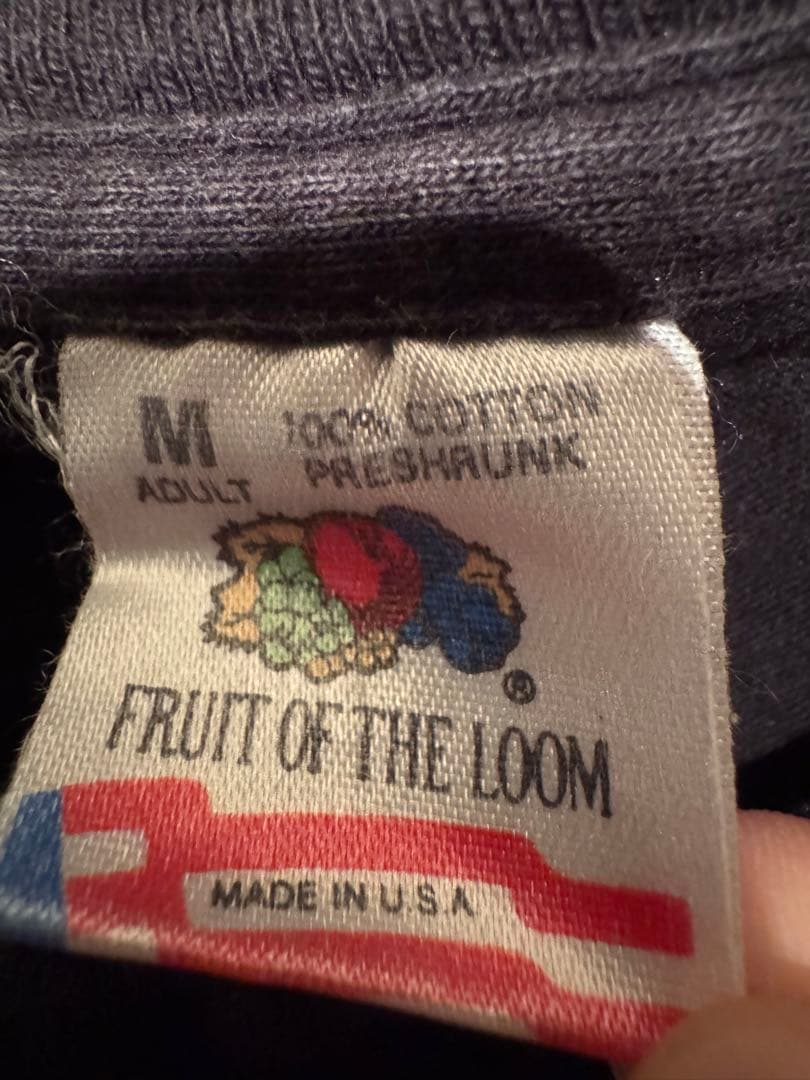 M 100% COTTON
ADULT PRESHRUNK
®
FRUIT OF THE LOOM
MADE IN U.S.A